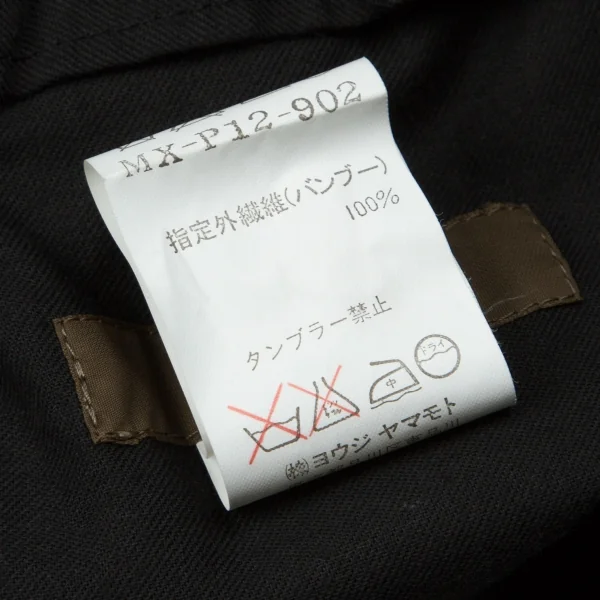 MX-P12-902
指定外繊維(バンブー)
100%
タンブラー禁止
中
ドライ
(株)ヨウジ ヤマモト